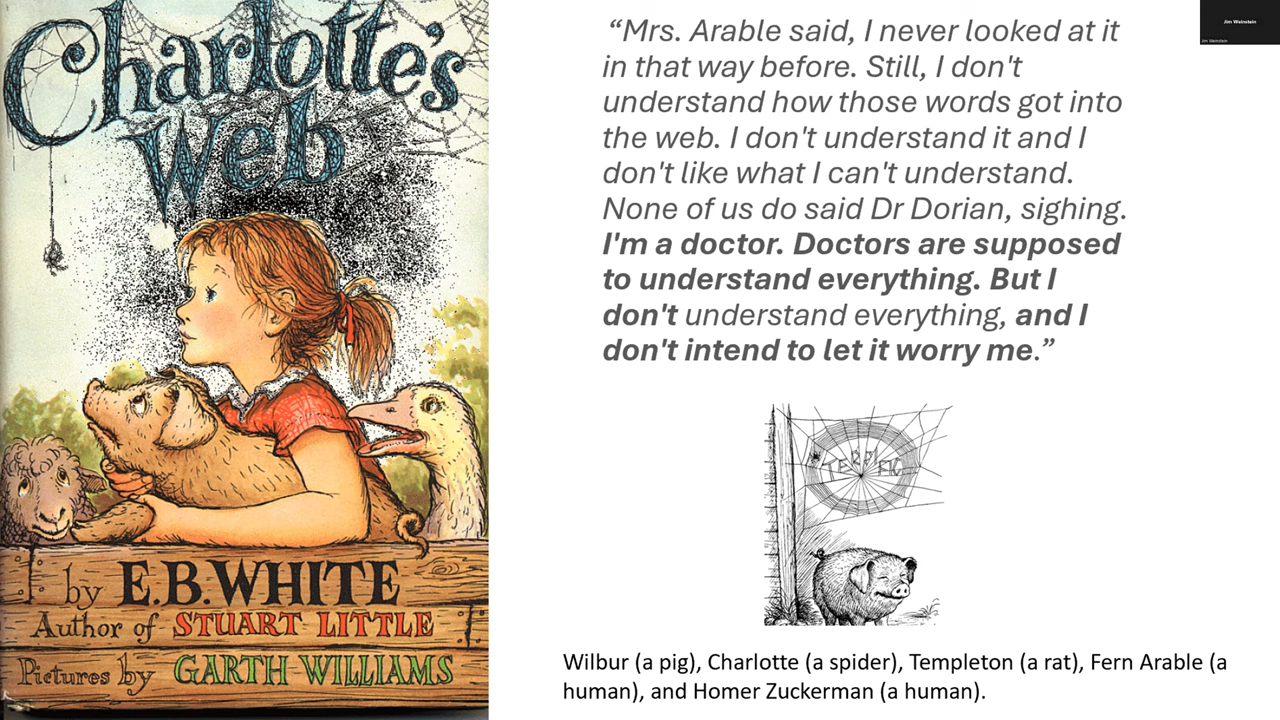 Charlotte's
Web
by E.B. WHITE
Author of STUART LITTLE
Pictures by GARTH WILLIAMS
“Mrs. Arable said, I never looked at it
in that way before. Still, I don't
understand how those words got into
the web. I don't understand it and I
don't like what I can't understand.
None of us do said Dr Dorian, sighing.
I'm a doctor. Doctors are supposed
to understand everything. But I
don't understand everything, and I
don't intend to let it worry me.”
TERRIFIC
Wilbur (a pig), Charlotte (a spider), Templeton (a rat), Fern Arable (a
human), and Homer Zuckerman (a human).
Jim Weinstein
Jim Weinstein